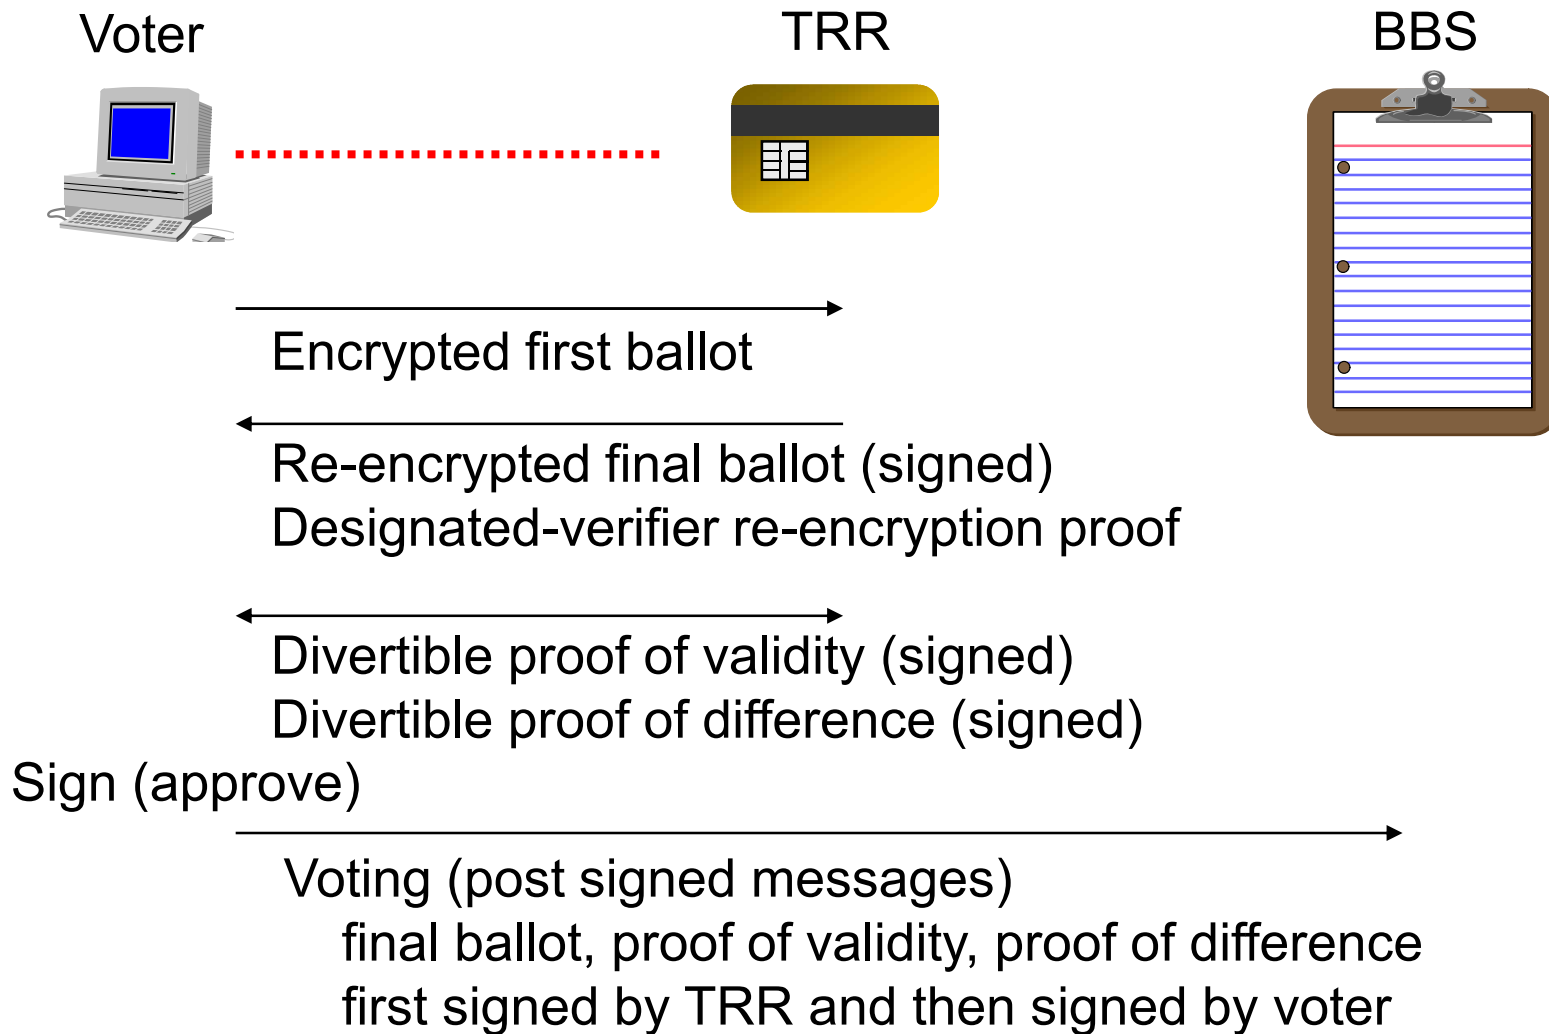 Voter
TRR
BBS
Encrypted first ballot
Re-encrypted final ballot (signed)
Designated-verifier re-encryption proof
Divertible proof of validity (signed)
Divertible proof of difference (signed)
Sign (approve)
Voting (post signed messages)
final ballot, proof of validity, proof of difference
first signed by TRR and then signed by voter